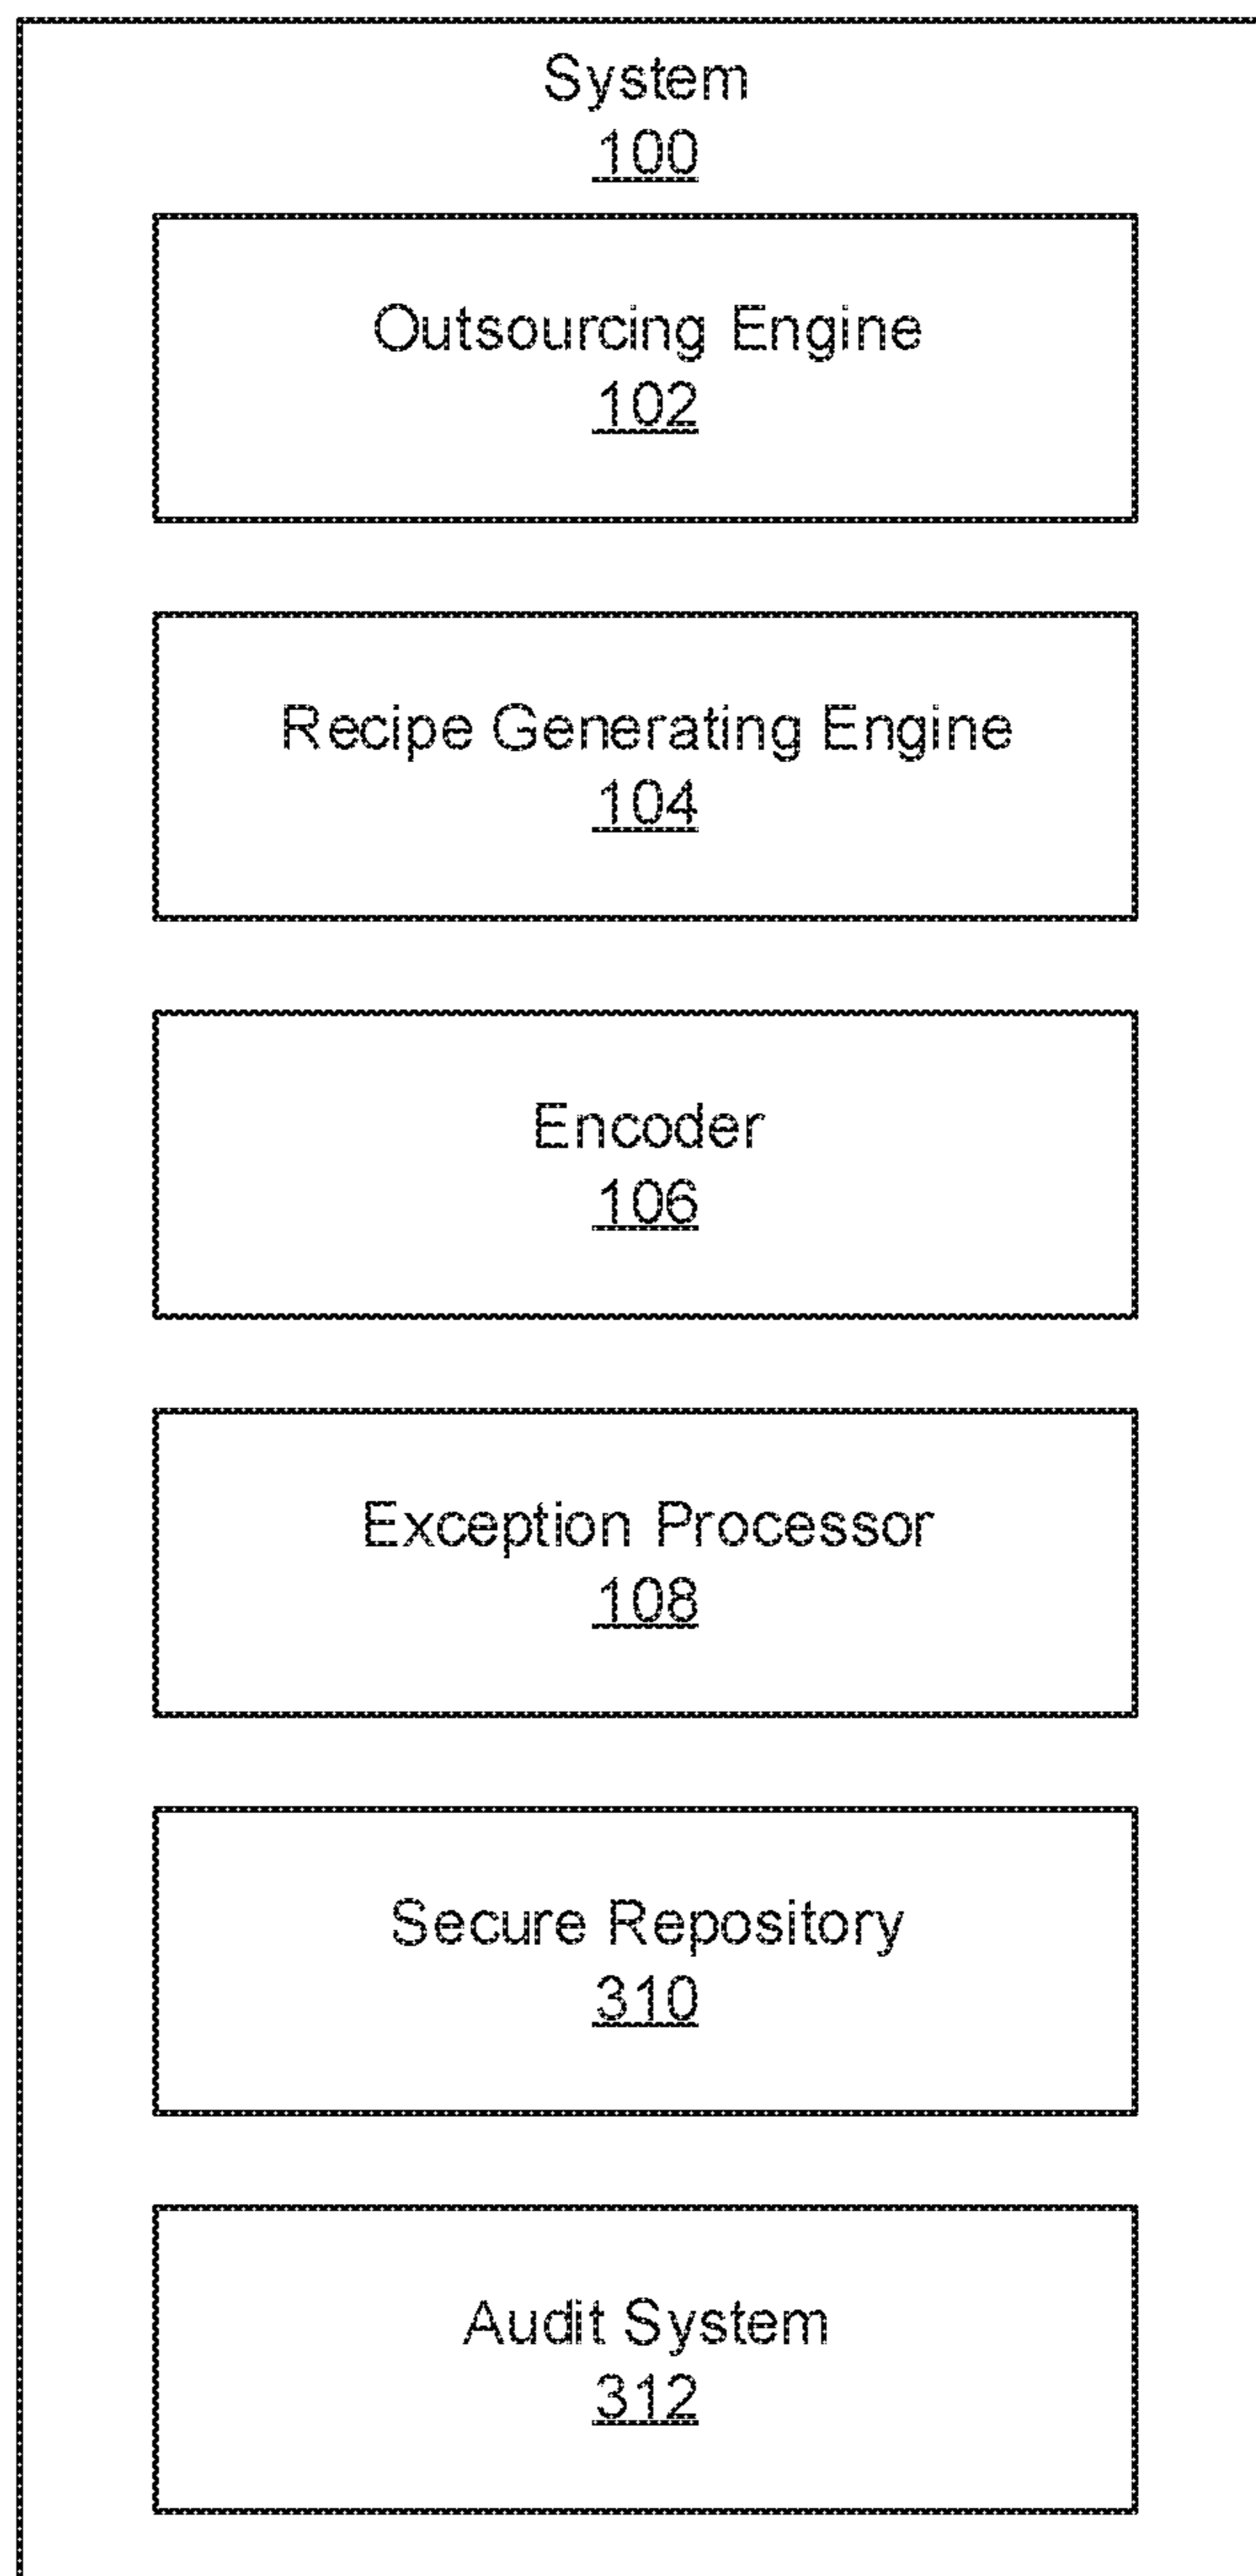 System
100
Outsourcing Engine
102
Recipe Generating Engine
104
Encoder
106
Exception Processor
108
Secure Repository
310
Audit System
312